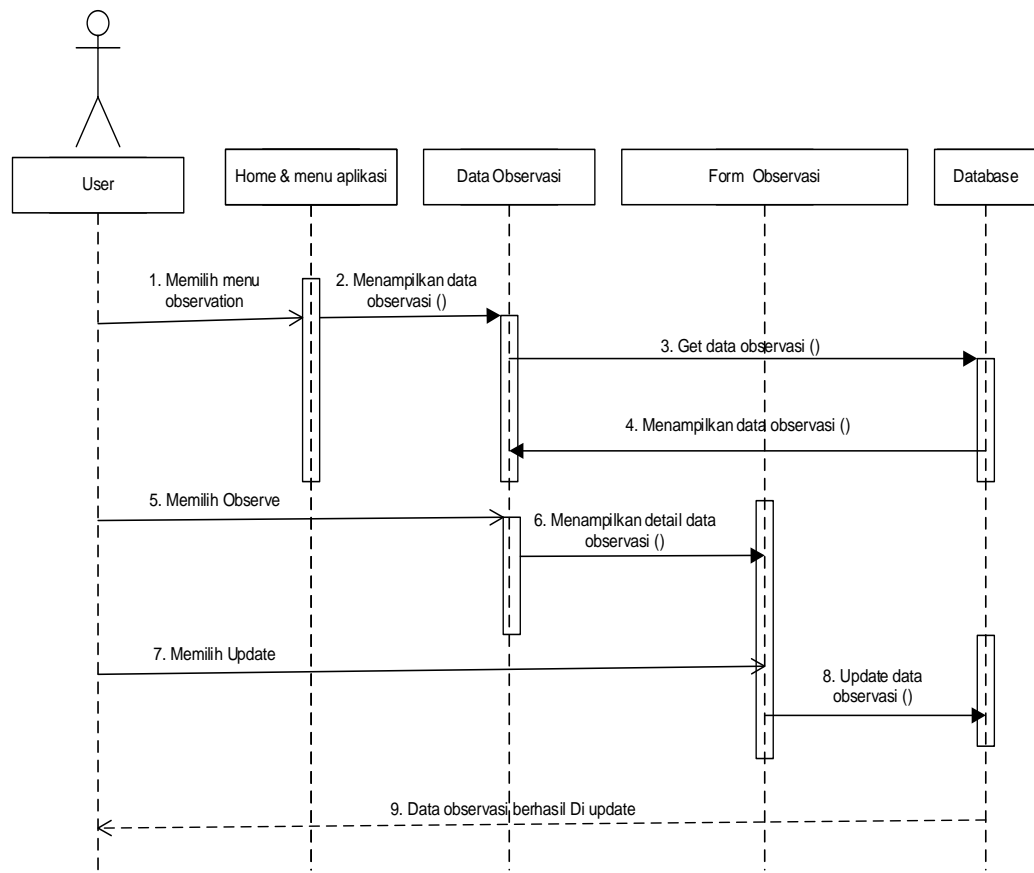 User
Home & menu aplikasi
Data Observasi
Form Observasi
Database
1. Memilih menu
observation
2. Menampilkan data
observasi ()
3. Get data observasi ()
4. Menampilkan data observasi ()
5. Memilih Observe
6. Menampilkan detail data
observasi ()
7. Memilih Update
8. Update data
observasi ()
9. Data observasi berhasil Di update